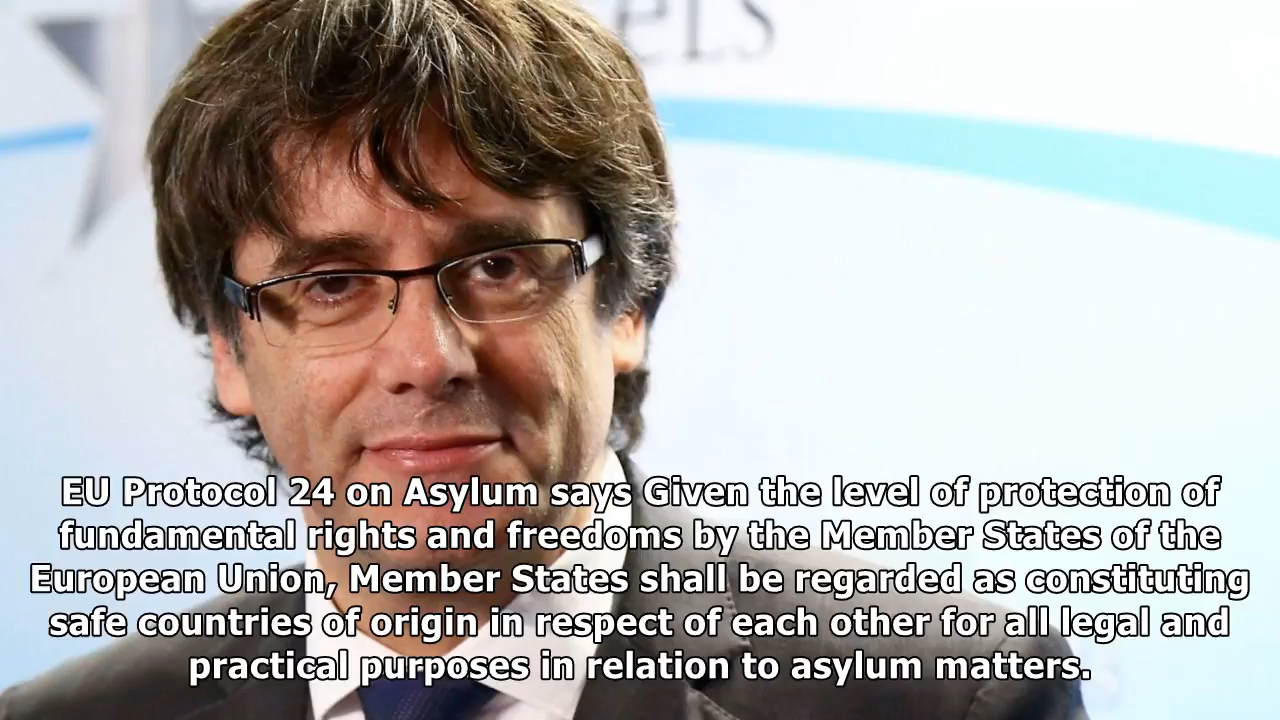 els
EU Protocol 24 on Asylum says Given the level of protection of
fundamental rights and freedoms by the Member States of the
European Union, Member States shall be regarded as constituting
safe countries of origin in respect of each other for all legal and
practical purposes in relation to asylum matters.